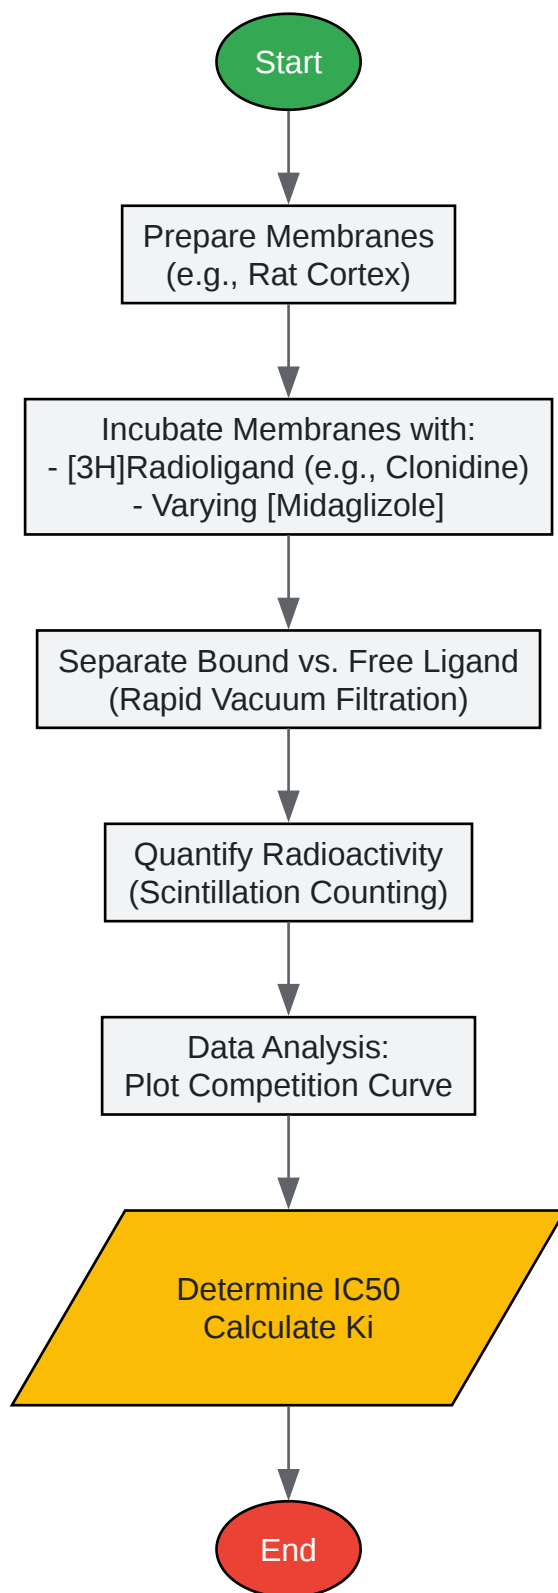 Start
Prepare Membranes
(e.g., Rat Cortex)
Incubate Membranes with:
- [3H]Radioligand (e.g., Clonidine)
- Varying [Midaglizole]
Separate Bound vs. Free Ligand
(Rapid Vacuum Filtration)
Quantify Radioactivity
(Scintillation Counting)
Data Analysis:
Plot Competition Curve
Determine IC50
Calculate Ki
End